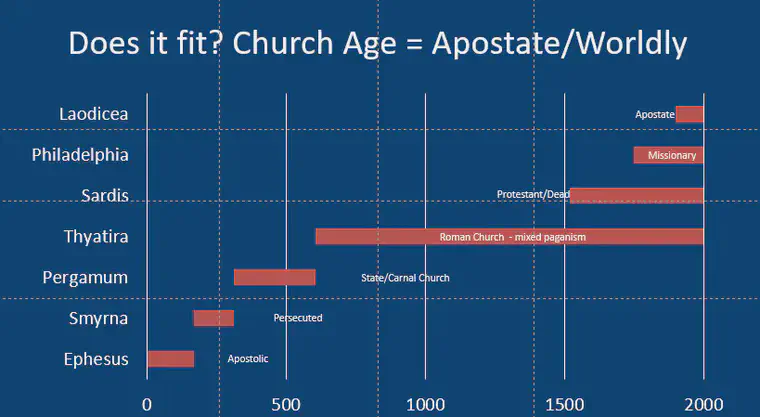 Does it fit? Church Age = Apostate/Worldly
Laodicea
Apostate
Philadelphia
Missionary
Sardis
Protestant/Dead
Thyatira
Roman Church - mixed paganism
Pergamum
State/Carnal Church
Smyrna
Persecuted
Ephesus
Apostolic
0 500 1000 1500 2000